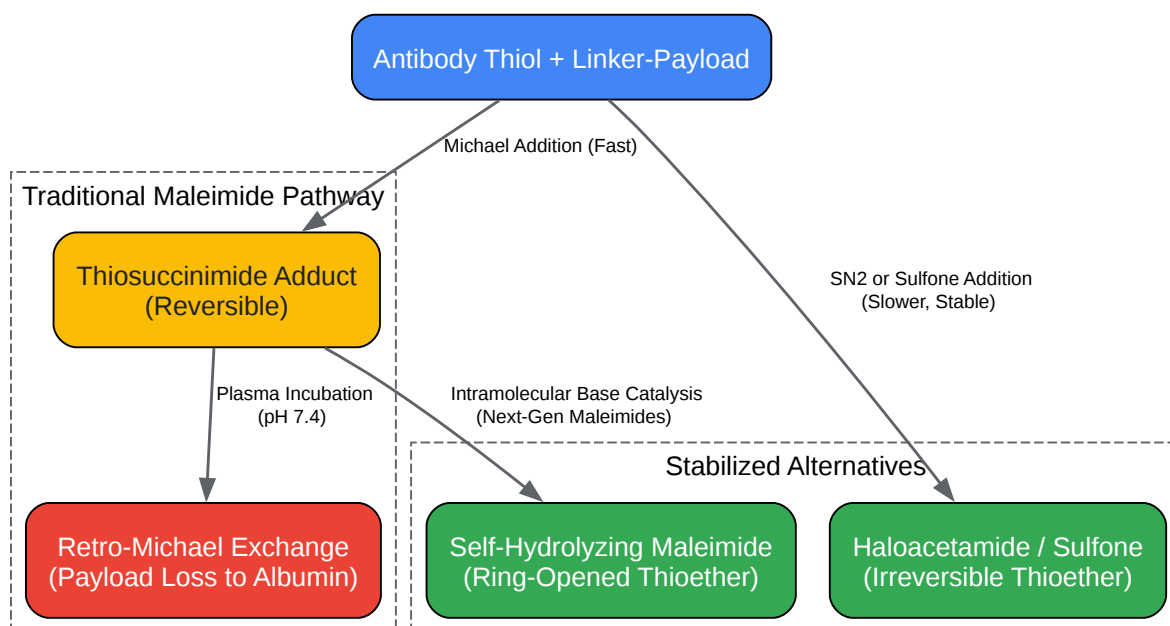 Antibody Thiol + Linker-Payload
Michael Addition (Fast)
Traditional Maleimide Pathway
Thiosuccinimide Adduct
(Reversible)
SN2 or Sulfone Addition
(Slower, Stable)
Plasma Incubation
(pH 7.4)
Intramolecular Base Catalysis
(Next-Gen Maleimides)
Stabilized Alternatives
Retro-Michael Exchange
(Payload Loss to Albumin)
Self-Hydrolyzing Maleimide
(Ring-Opened Thioether)
Haloacetamide / Sulfone
(Irreversible Thioether)